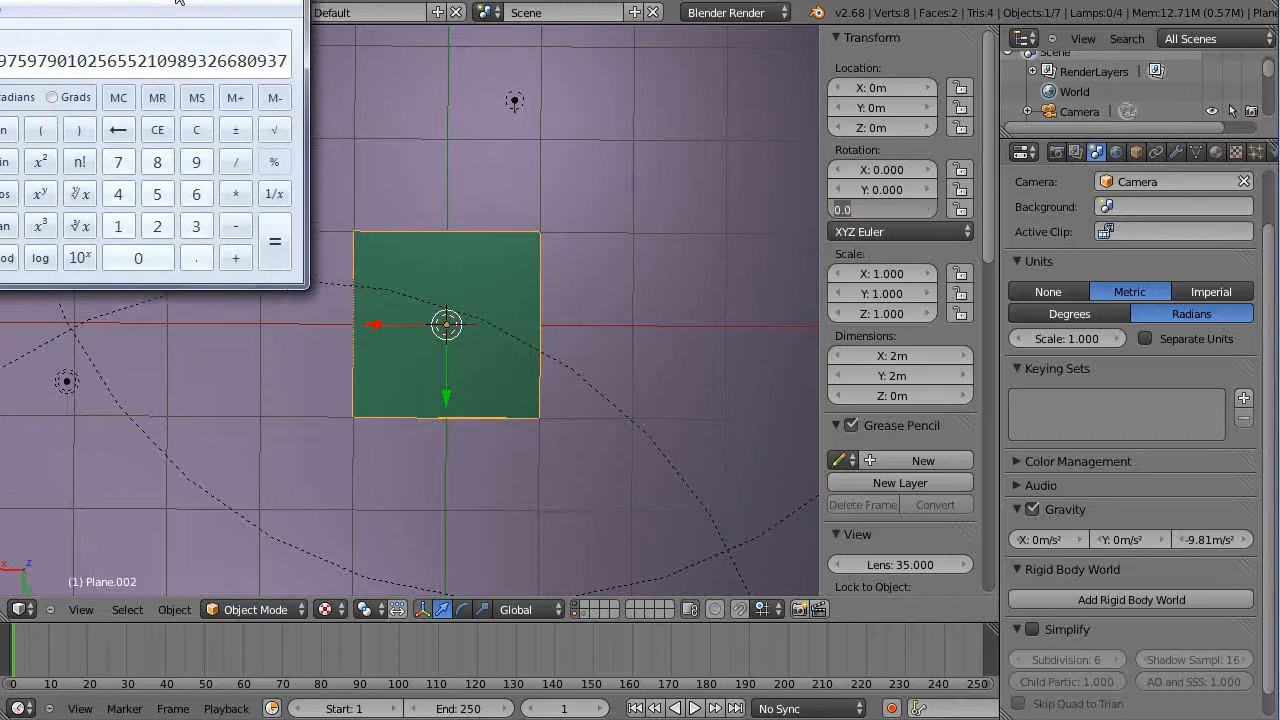 Default
Scene
Blender Render
v2.68 | Verts:8 | Faces:2 | Tris:4 | Objects:1/7 | Lamps:0/4 | Mem:12.71M (0.57M) | Plane
97597901025655210989326680937
Grads
MC MR MS M+ M-
( ) ← CE C ± √
x² n! 7 8 9 / %
xʸ ʸ√x 4 5 6 * 1/x
x³ ³√x 1 2 3 - =
log 10ˣ 0 . +
Transform
Location:
X: 0m
Y: 0m
Z: 0m
Rotation:
X: 0.000
Y: 0.000
0.0
XYZ Euler
Scale:
X: 1.000
Y: 1.000
Z: 1.000
Dimensions:
X: 2m
Y: 2m
Z: 0m
Grease Pencil
New
New Layer
Delete Frame Convert
View
Lens: 35.000
Lock to Object:
View Search All Scenes
Scene
RenderLayers
World
Camera
Camera: Camera
Background:
Active Clip:
Units
None Metric Imperial
Degrees Radians
Scale: 1.000 Separate Units
Keying Sets
Color Management
Audio
Gravity
X: 0m/s² Y: 0m/s² -9.81m/s²
Rigid Body World
Add Rigid Body World
Simplify
Subdivision: 6 Shadow Sampl: 16
Child Partic: 1.000 AO and SSS: 1.000
Skip Quad to Trian
x z
y
(1) Plane.002
View Select Object Object Mode Global
0 10 20 30 40 50 60 70 80 90 100 110 120 130 140 150 160 170 180 190 200 210 220 230 240 250
View Marker Frame Playback Start: 1 End: 250 1 No Sync